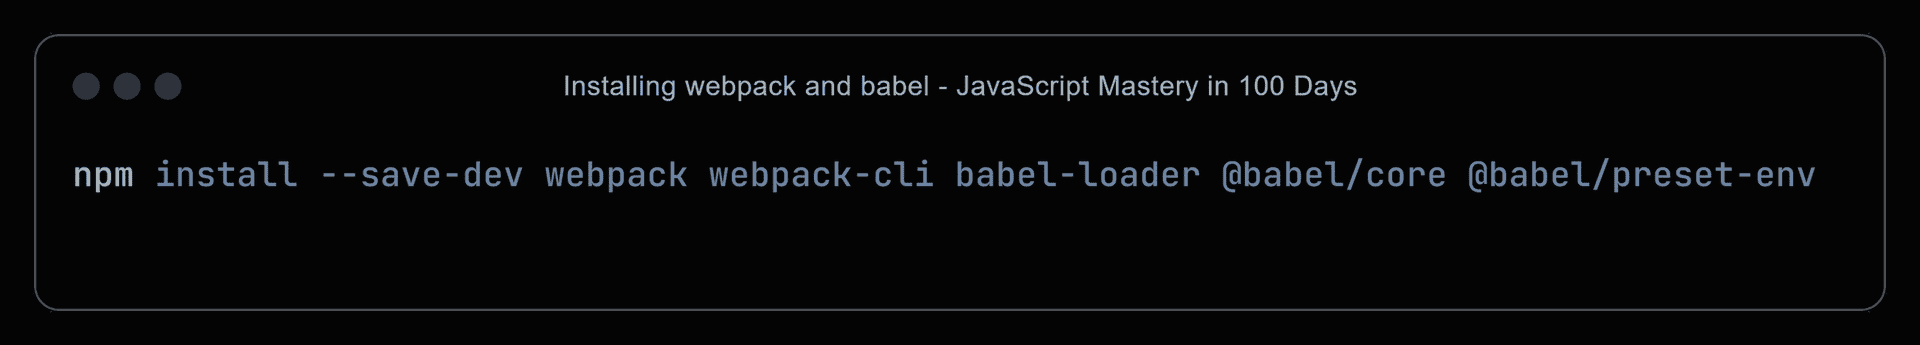 Installing webpack and babel - JavaScript Mastery in 100 Days
npm install --save-dev webpack webpack-cli babel-loader @babel/core @babel/preset-env